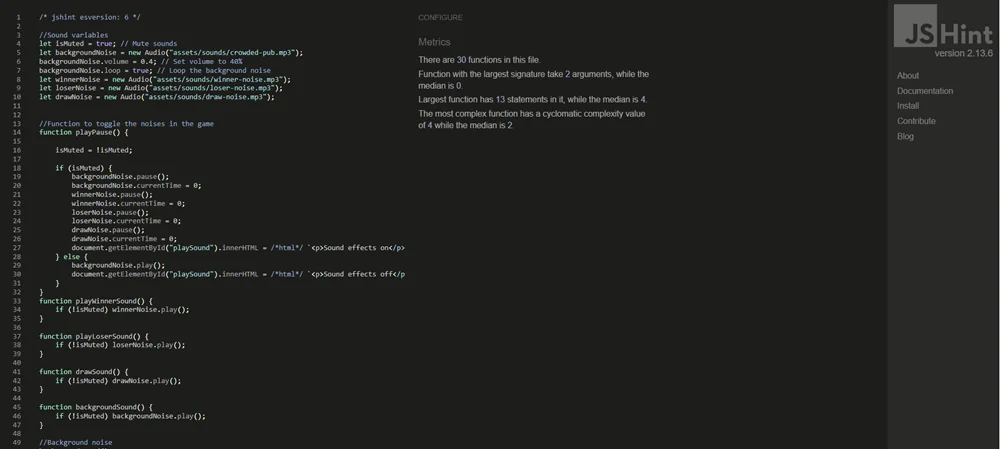 1 /* jshint esversion: 6 */
2
3 //Sound variables
4 let isMuted = true; // Mute sounds
5 let backgroundNoise = new Audio("assets/sounds/crowded-pub.mp3");
6 backgroundNoise.volume = 0.4; // Set volume to 40%
7 backgroundNoise.loop = true; // Loop the background noise
8 let winnerNoise = new Audio("assets/sounds/winner-noise.mp3");
9 let loserNoise = new Audio("assets/sounds/loser-noise.mp3");
10 let drawNoise = new Audio("assets/sounds/draw-noise.mp3");
11
12
13 //Function to toggle the noises in the game
14 function playPause() {
15
16 isMuted = !isMuted;
17
18 if (isMuted) {
19 backgroundNoise.pause();
20 backgroundNoise.currentTime = 0;
21 winnerNoise.pause();
22 winnerNoise.currentTime = 0;
23 loserNoise.pause();
24 loserNoise.currentTime = 0;
25 drawNoise.pause();
26 drawNoise.currentTime = 0;
27 document.getElementById("playSound").innerHTML = /*html*/ `<p>Sound effects on</p>
28 } else {
29 backgroundNoise.play();
30 document.getElementById("playSound").innerHTML = /*html*/ `<p>Sound effects off</p
31 }
32 }
33 function playWinnerSound() {
34 if (!isMuted) winnerNoise.play();
35 }
36
37 function playLoserSound() {
38 if (!isMuted) loserNoise.play();
39 }
40
41 function drawSound() {
42 if (!isMuted) drawNoise.play();
43 }
44
45 function backgroundSound() {
46 if (!isMuted) backgroundNoise.play();
47 }
48
49 //Background noise
CONFIGURE
Metrics
There are 30 functions in this file.
Function with the largest signature take 2 arguments, while the
median is 0.
Largest function has 13 statements in it, while the median is 4.
The most complex function has a cyclomatic complexity value
of 4 while the median is 2.
JSHint
version 2.13.6
About
Documentation
Install
Contribute
Blog